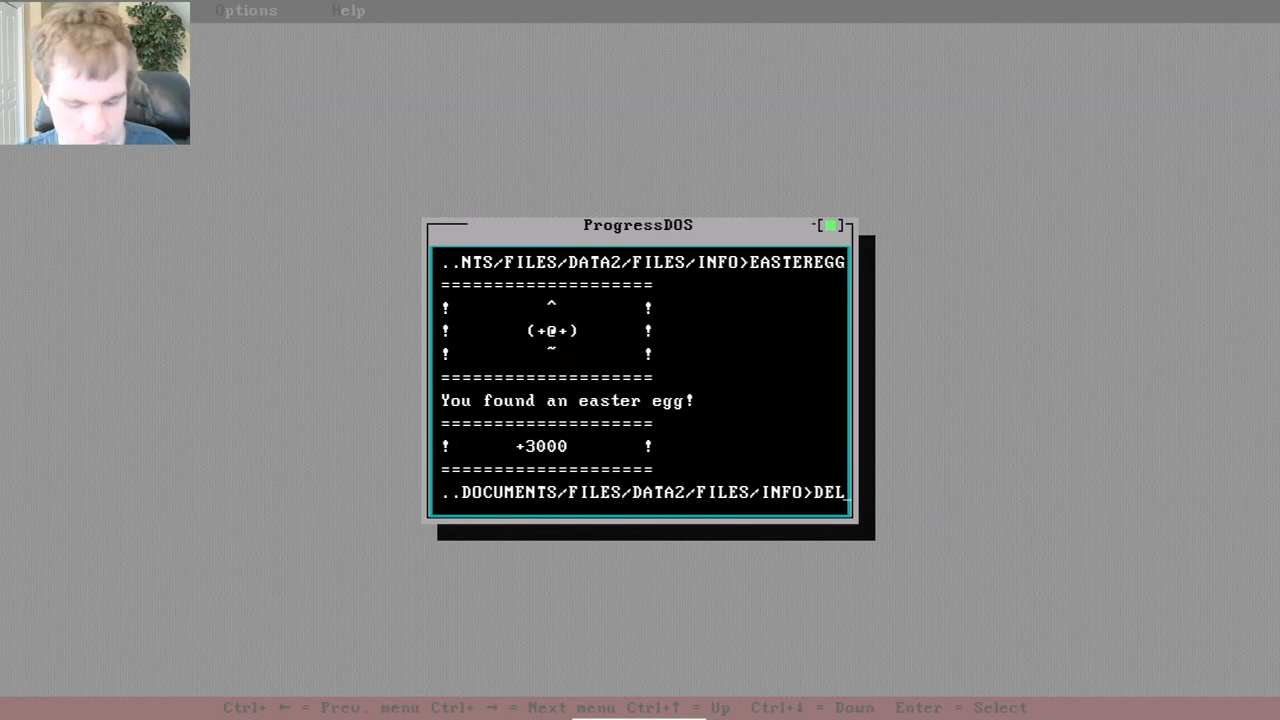 Options Help
ProgressDOS
[■]
..NTS/FILES/DATA2/FILES/INFO>EASTEREGG
====================
! ^ !
! (+@+) !
! ~ !
====================
You found an easter egg!
====================
! +3000 !
====================
..DOCUMENTS/FILES/DATA2/FILES/INFO>DEL_
Ctrl+ ← = Prev. menu Ctrl+ → = Next menu Ctrl+↑ = Up Ctrl+↓ = Down Enter = Select